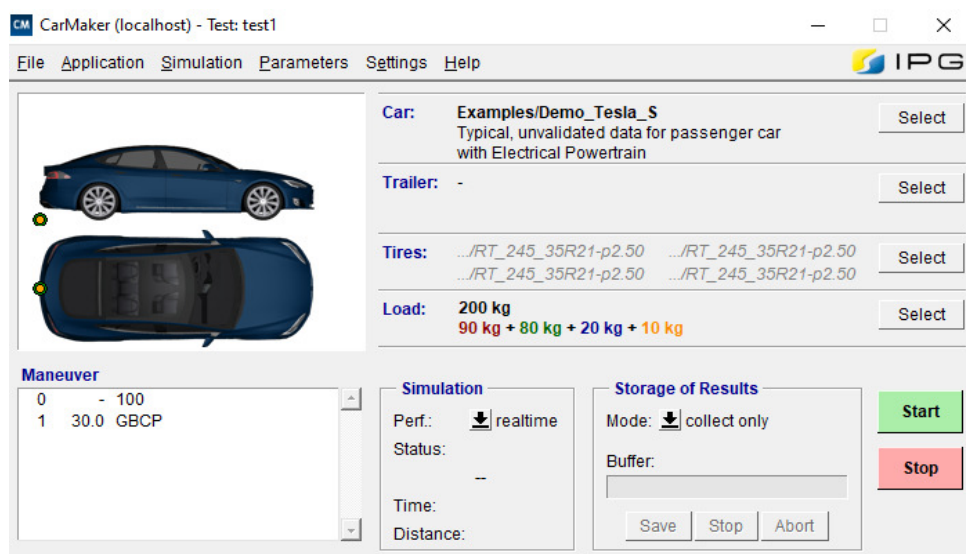 CM CarMaker (localhost) - Test: test1
File Application Simulation Parameters Settings Help
IPG
Car: Examples/Demo_Tesla_S Select
Typical, unvalidated data for passenger car
with Electrical Powertrain
Trailer: - Select
Tires: .../RT_245_35R21-p2.50 .../RT_245_35R21-p2.50 Select
.../RT_245_35R21-p2.50 .../RT_245_35R21-p2.50
Load: 200 kg Select
90 kg + 80 kg + 20 kg + 10 kg
Maneuver
0 - 100
1 30.0 GBCP
Simulation
Perf.: realtime
Status:
--
Time:
Distance:
Storage of Results
Mode: collect only
Buffer:
Save Stop Abort
Start
Stop